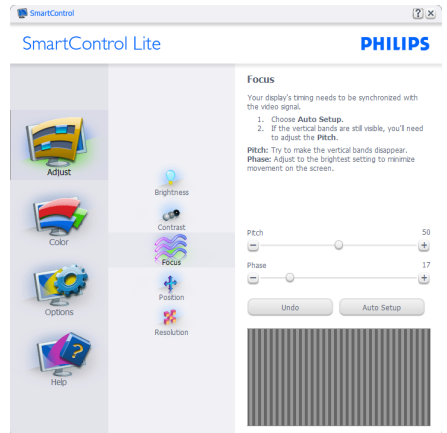 SmartControl
SmartControl Lite
PHILIPS
Adjust
Color
Options
Help
Brightness
Contrast
Focus
Position
Resolution
Focus
Your display's timing needs to be synchronized with
the video signal.
1. Choose Auto Setup.
2. If the vertical bands are still visible, you'll need
to adjust the Pitch.
Pitch: Try to make the vertical bands disappear.
Phase: Adjust to the brightest setting to minimize
movement on the screen.
Pitch 50
Phase 17
Undo
Auto Setup